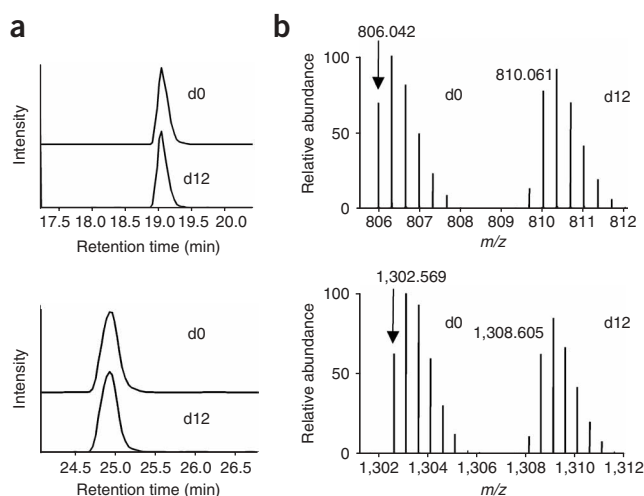 a
Intensity
d0
d12
17.5 18.0 18.5 19.0 19.5 20.0
Retention time (min)
Intensity
d0
d12
24.5 25.0 25.5 26.0 26.5
Retention time (min)
b
806.042
Relative abundance
100
50
0
d0
810.061
d12
806 807 808 809 810 811 812
m/z
1,302.569
Relative abundance
100
50
0
d0
1,308.605
d12
1,302 1,304 1,306 1,308 1,310 1,312
m/z